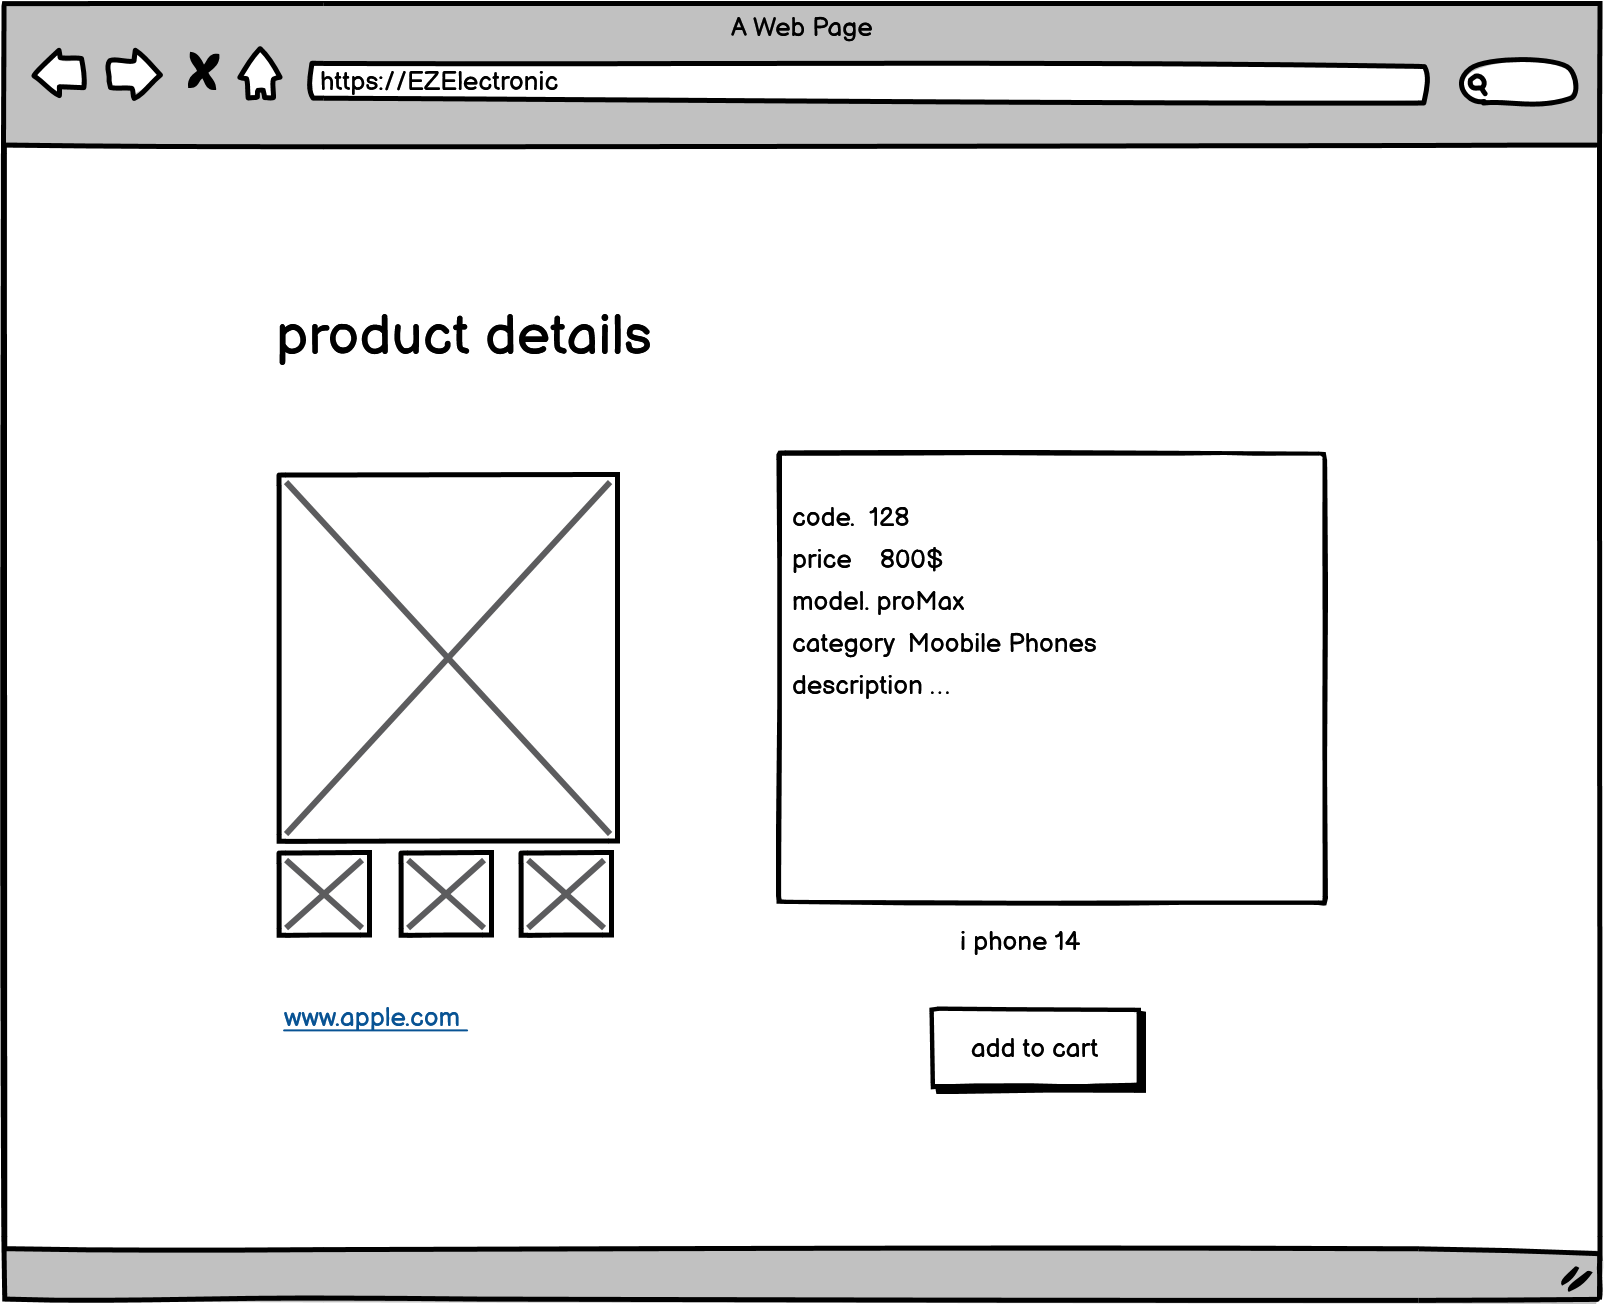 A Web Page
https://EZElectronic
product details
code. 128
price 800$
model. proMax
category Moobile Phones
description ...
i phone 14
www.apple.com
add to cart